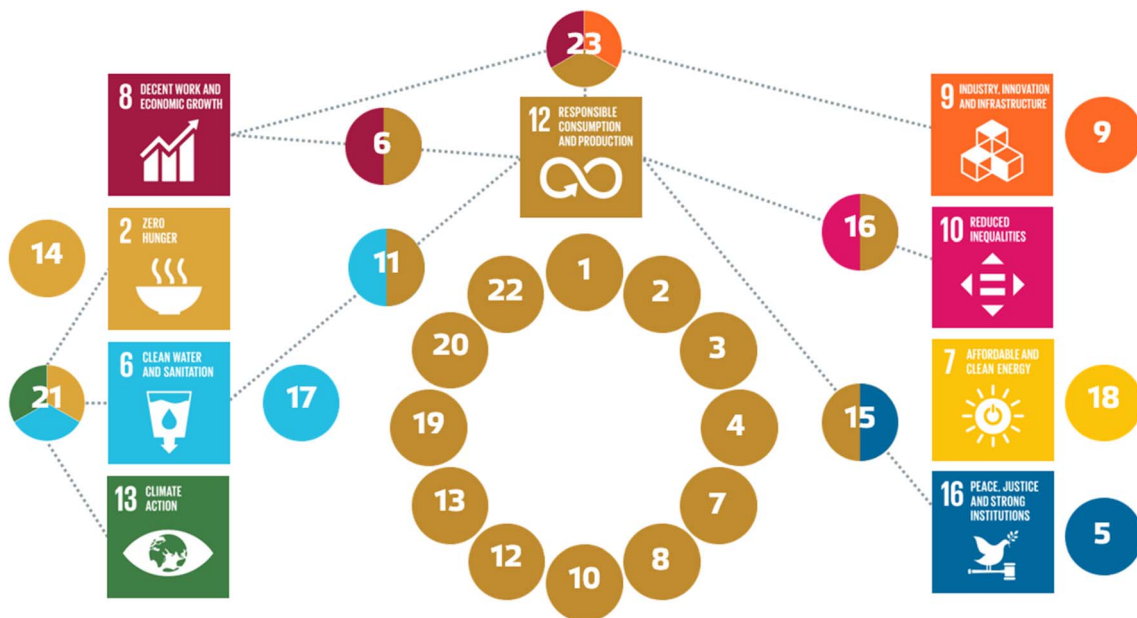 23
8 DECENT WORK AND
ECONOMIC GROWTH
6
12 RESPONSIBLE
CONSUMPTION
AND PRODUCTION
9 INDUSTRY, INNOVATION
AND INFRASTRUCTURE
9
14
2 ZERO
HUNGER
11
16
10 REDUCED
INEQUALITIES
1
22
2
20
3
21
6 CLEAN WATER
AND SANITATION
17
19
4
15
7 AFFORDABLE AND
CLEAN ENERGY
18
13 CLIMATE
ACTION
13
7
12
8
10
16 PEACE, JUSTICE
AND STRONG
INSTITUTIONS
5